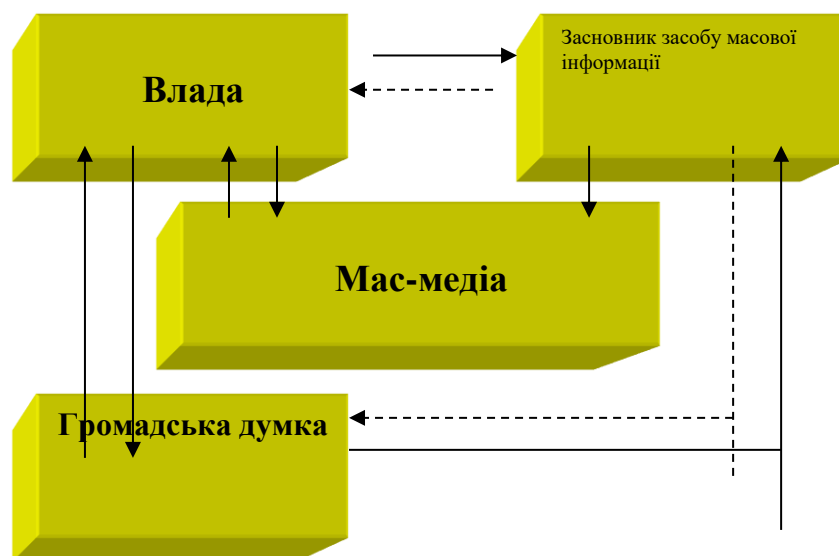 Влада
Засновник засобу масової
інформації
Мас-медіа
Громадська думка